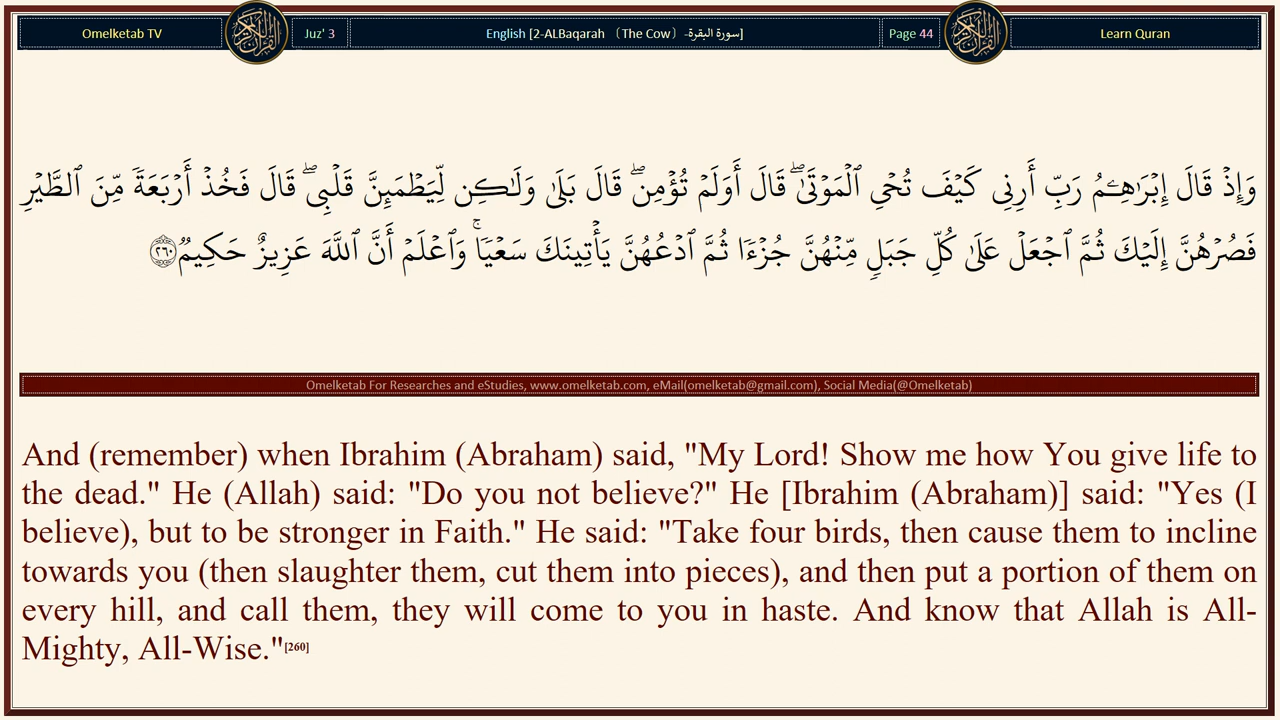 Omelketab TV
Juz' 3
English [2-ALBaqarah （The Cow） -سورة البقرة]
Page 44
Learn Quran
وَإِذۡ قَالَ إِبۡرَٰهِـۧمُ رَبِّ أَرِنِي كَيۡفَ تُحۡيِ ٱلۡمَوۡتَىٰۖ قَالَ أَوَلَمۡ تُؤۡمِنۖ قَالَ بَلَىٰ وَلَٰكِن لِّيَطۡمَئِنَّ قَلۡبِيۖ قَالَ فَخُذۡ أَرۡبَعَةٗ مِّنَ ٱلطَّيۡرِ
فَصُرۡهُنَّ إِلَيۡكَ ثُمَّ ٱجۡعَلۡ عَلَىٰ كُلِّ جَبَلٖ مِّنۡهُنَّ جُزۡءٗا ثُمَّ ٱدۡعُهُنَّ يَأۡتِينَكَ سَعۡيٗاۚ وَٱعۡلَمۡ أَنَّ ٱللَّهَ عَزِيزٌ حَكِيمٞ ٢٦٠
Omelketab For Researches and eStudies, www.omelketab.com, eMail(omelketab@gmail.com), Social Media(@Omelketab)
And (remember) when Ibrahim (Abraham) said, "My Lord! Show me how You give life to
the dead." He (Allah) said: "Do you not believe?" He [Ibrahim (Abraham)] said: "Yes (I
believe), but to be stronger in Faith." He said: "Take four birds, then cause them to incline
towards you (then slaughter them, cut them into pieces), and then put a portion of them on
every hill, and call them, they will come to you in haste. And know that Allah is All-
Mighty, All-Wise."[260]